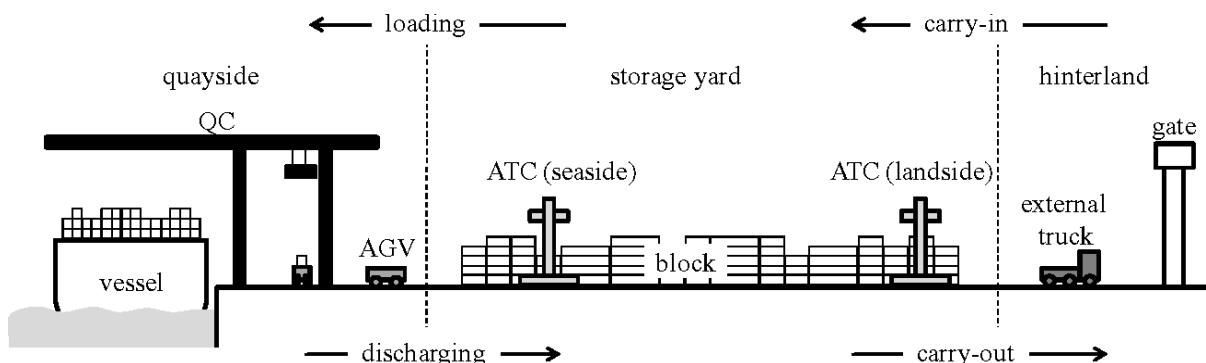 loading
carry-in
quayside
storage yard
hinterland
QC
gate
ATC (seaside)
ATC (landside)
external
truck
AGV
block
vessel
discharging
carry-out